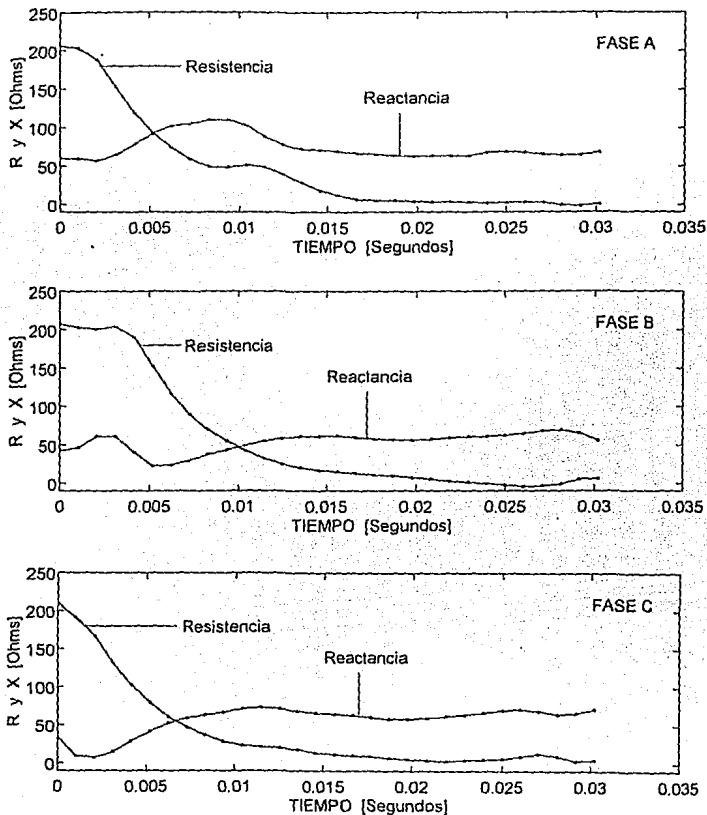 250
200
150
100
50
0
R y X [Ohms]
FASE A
Resistencia
Reactancia
0 0.005 0.01 0.015 0.02 0.025 0.03 0.035
TIEMPO [Segundos]
250
200
150
100
50
0
R y X [Ohms]
FASE B
Resistencia
Reactancia
0 0.005 0.01 0.015 0.02 0.025 0.03 0.035
TIEMPO [Segundos]
250
200
150
100
50
0
R y X [Ohms]
FASE C
Resistencia
Reactancia
0 0.005 0.01 0.015 0.02 0.025 0.03 0.035
TIEMPO [Segundos]